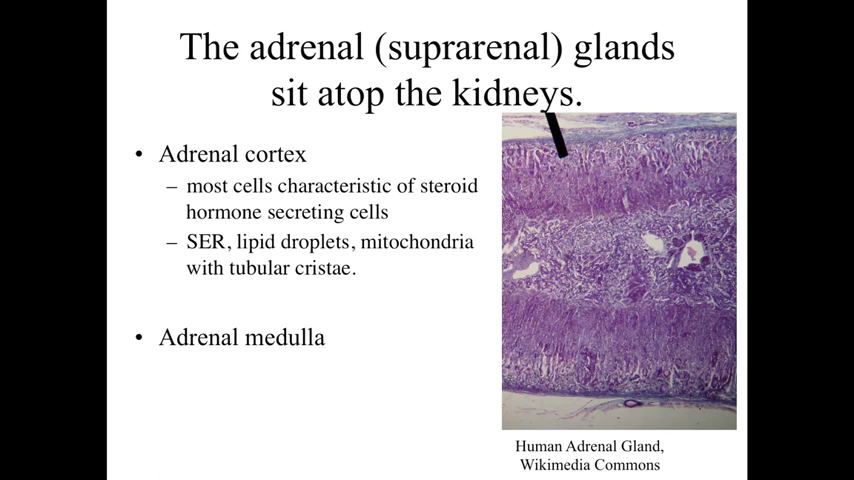 The adrenal (suprarenal) glands
sit atop the kidneys.
• Adrenal cortex
– most cells characteristic of steroid
hormone secreting cells
– SER, lipid droplets, mitochondria
with tubular cristae.
• Adrenal medulla
Human Adrenal Gland,
Wikimedia Commons